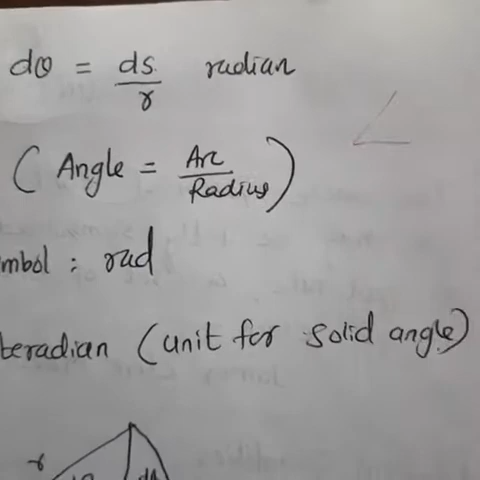 dθ = ds/r radian
(Angle = Arc/Radius)
mbol : rad
teradian (unit for solid angle)
r
dA